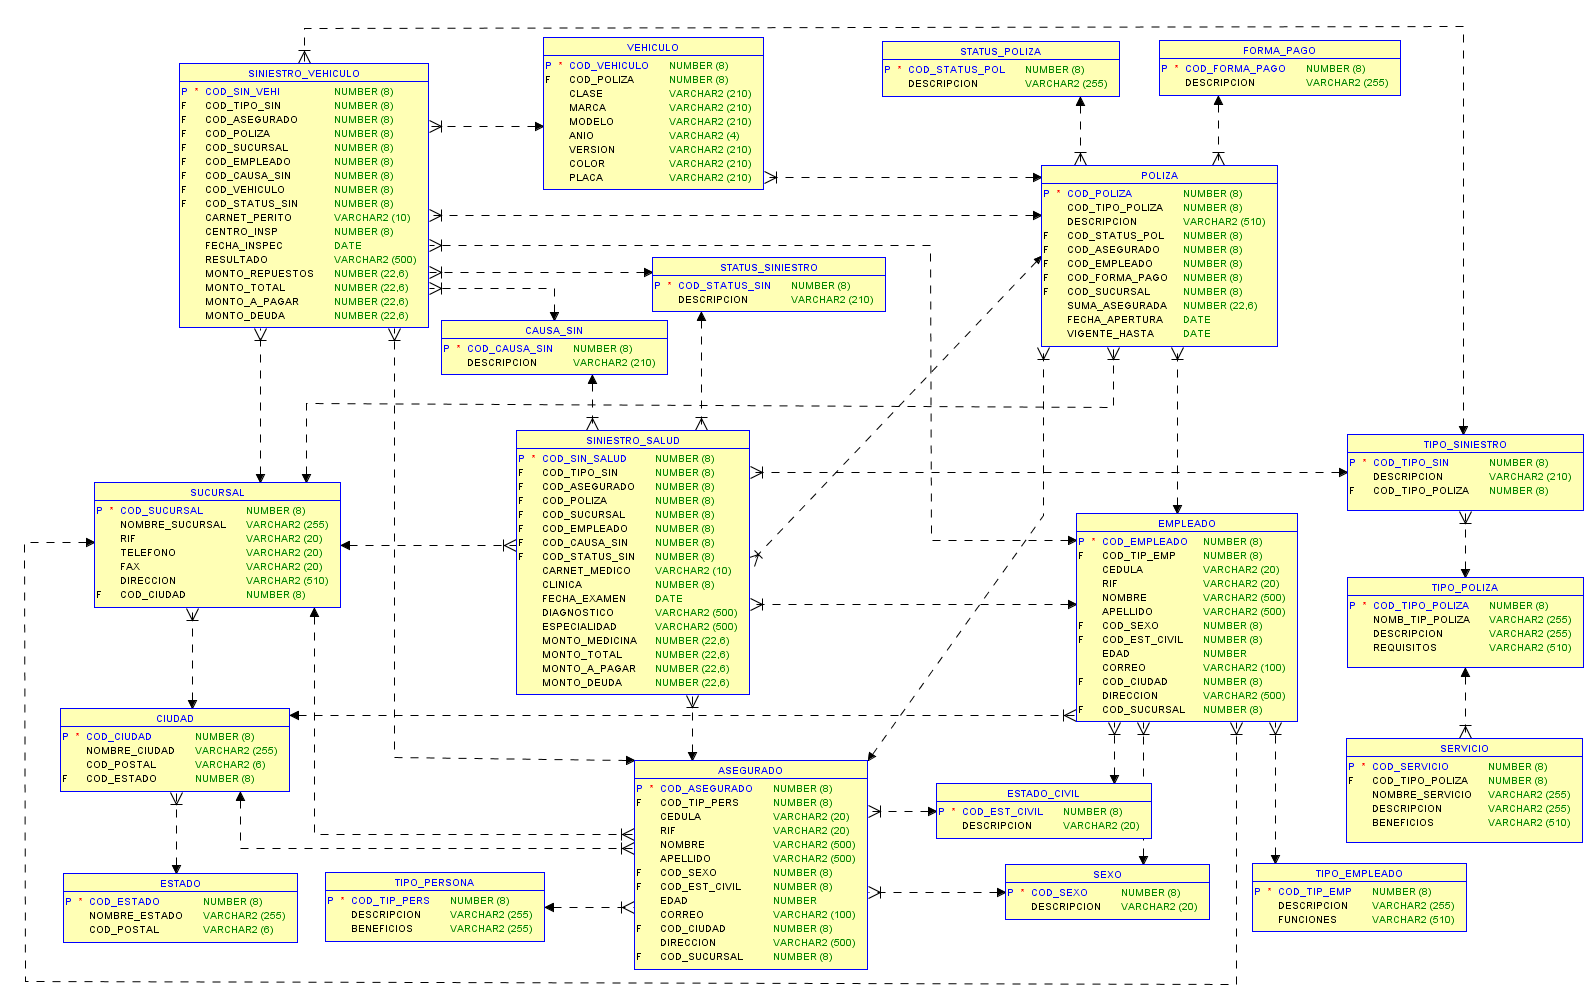 SINIESTRO_VEHICULO
P * COD_SIN_VEHI NUMBER (8)
F COD_TIPO_SIN NUMBER (8)
F COD_ASEGURADO NUMBER (8)
F COD_POLIZA NUMBER (8)
F COD_SUCURSAL NUMBER (8)
F COD_EMPLEADO NUMBER (8)
F COD_CAUSA_SIN NUMBER (8)
F COD_VEHICULO NUMBER (8)
F COD_STATUS_SIN NUMBER (8)
CARNET_PERITO VARCHAR2 (10)
CENTRO_INSP NUMBER (8)
FECHA_INSPEC DATE
RESULTADO VARCHAR2 (500)
MONTO_REPUESTOS NUMBER (22,6)
MONTO_TOTAL NUMBER (22,6)
MONTO_A_PAGAR NUMBER (22,6)
MONTO_DEUDA NUMBER (22,6)
VEHICULO
P * COD_VEHICULO NUMBER (8)
F COD_POLIZA NUMBER (8)
CLASE VARCHAR2 (210)
MARCA VARCHAR2 (210)
MODELO VARCHAR2 (210)
ANIO VARCHAR2 (4)
VERSION VARCHAR2 (210)
COLOR VARCHAR2 (210)
PLACA VARCHAR2 (210)
STATUS_POLIZA
P * COD_STATUS_POL NUMBER (8)
DESCRIPCION VARCHAR2 (255)
FORMA_PAGO
P * COD_FORMA_PAGO NUMBER (8)
DESCRIPCION VARCHAR2 (255)
POLIZA
P * COD_POLIZA NUMBER (8)
COD_TIPO_POLIZA NUMBER (8)
DESCRIPCION VARCHAR2 (510)
F COD_STATUS_POL NUMBER (8)
F COD_ASEGURADO NUMBER (8)
F COD_EMPLEADO NUMBER (8)
F COD_FORMA_PAGO NUMBER (8)
F COD_SUCURSAL NUMBER (8)
SUMA_ASEGURADA NUMBER (22,6)
FECHA_APERTURA DATE
VIGENTE_HASTA DATE
STATUS_SINIESTRO
P * COD_STATUS_SIN NUMBER (8)
DESCRIPCION VARCHAR2 (210)
CAUSA_SIN
P * COD_CAUSA_SIN NUMBER (8)
DESCRIPCION VARCHAR2 (210)
SINIESTRO_SALUD
P * COD_SIN_SALUD NUMBER (8)
F COD_TIPO_SIN NUMBER (8)
F COD_ASEGURADO NUMBER (8)
F COD_POLIZA NUMBER (8)
F COD_SUCURSAL NUMBER (8)
F COD_EMPLEADO NUMBER (8)
F COD_CAUSA_SIN NUMBER (8)
F COD_STATUS_SIN NUMBER (8)
CARNET_MEDICO VARCHAR2 (10)
CLINICA NUMBER (8)
FECHA_EXAMEN DATE
DIAGNOSTICO VARCHAR2 (500)
ESPECIALIDAD VARCHAR2 (500)
MONTO_MEDICINA NUMBER (22,6)
MONTO_TOTAL NUMBER (22,6)
MONTO_A_PAGAR NUMBER (22,6)
MONTO_DEUDA NUMBER (22,6)
TIPO_SINIESTRO
P * COD_TIPO_SIN NUMBER (8)
DESCRIPCION VARCHAR2 (210)
F COD_TIPO_POLIZA NUMBER (8)
SUCURSAL
P * COD_SUCURSAL NUMBER (8)
NOMBRE_SUCURSAL VARCHAR2 (255)
RIF VARCHAR2 (20)
TELEFONO VARCHAR2 (20)
FAX VARCHAR2 (20)
DIRECCION VARCHAR2 (510)
F COD_CIUDAD NUMBER (8)
EMPLEADO
P * COD_EMPLEADO NUMBER (8)
F COD_TIP_EMP NUMBER (8)
CEDULA VARCHAR2 (20)
RIF VARCHAR2 (20)
NOMBRE VARCHAR2 (500)
APELLIDO VARCHAR2 (500)
F COD_SEXO NUMBER (8)
F COD_EST_CIVIL NUMBER (8)
EDAD NUMBER
CORREO VARCHAR2 (100)
F COD_CIUDAD NUMBER (8)
DIRECCION VARCHAR2 (500)
F COD_SUCURSAL NUMBER (8)
TIPO_POLIZA
P * COD_TIPO_POLIZA NUMBER (8)
NOMB_TIP_POLIZA VARCHAR2 (255)
DESCRIPCION VARCHAR2 (255)
REQUISITOS VARCHAR2 (510)
CIUDAD
P * COD_CIUDAD NUMBER (8)
NOMBRE_CIUDAD VARCHAR2 (255)
COD_POSTAL VARCHAR2 (6)
F COD_ESTADO NUMBER (8)
SERVICIO
P * COD_SERVICIO NUMBER (8)
F COD_TIPO_POLIZA NUMBER (8)
NOMBRE_SERVICIO VARCHAR2 (255)
DESCRIPCION VARCHAR2 (255)
BENEFICIOS VARCHAR2 (510)
ASEGURADO
P * COD_ASEGURADO NUMBER (8)
F COD_TIP_PERS NUMBER (8)
CEDULA VARCHAR2 (20)
RIF VARCHAR2 (20)
NOMBRE VARCHAR2 (500)
APELLIDO VARCHAR2 (500)
F COD_SEXO NUMBER (8)
F COD_EST_CIVIL NUMBER (8)
EDAD NUMBER
CORREO VARCHAR2 (100)
F COD_CIUDAD NUMBER (8)
DIRECCION VARCHAR2 (500)
F COD_SUCURSAL NUMBER (8)
ESTADO_CIVIL
P * COD_EST_CIVIL NUMBER (8)
DESCRIPCION VARCHAR2 (20)
ESTADO
P * COD_ESTADO NUMBER (8)
NOMBRE_ESTADO VARCHAR2 (255)
COD_POSTAL VARCHAR2 (6)
TIPO_PERSONA
P * COD_TIP_PERS NUMBER (8)
DESCRIPCION VARCHAR2 (255)
BENEFICIOS VARCHAR2 (255)
SEXO
P * COD_SEXO NUMBER (8)
DESCRIPCION VARCHAR2 (20)
TIPO_EMPLEADO
P * COD_TIP_EMP NUMBER (8)
DESCRIPCION VARCHAR2 (255)
FUNCIONES VARCHAR2 (510)